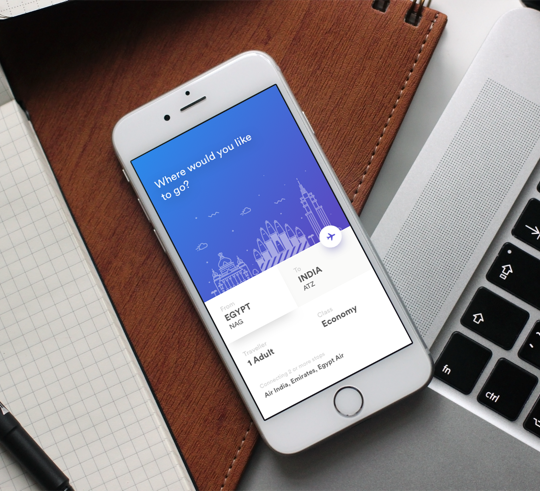 Where would you like
to go?
From
EGYPT
NAG
To
INDIA
ATZ
Traveller
1 Adult
Class
Economy
Connecting 2 or more stops
Air India, Emirates, Egypt Air
fn
ctrl